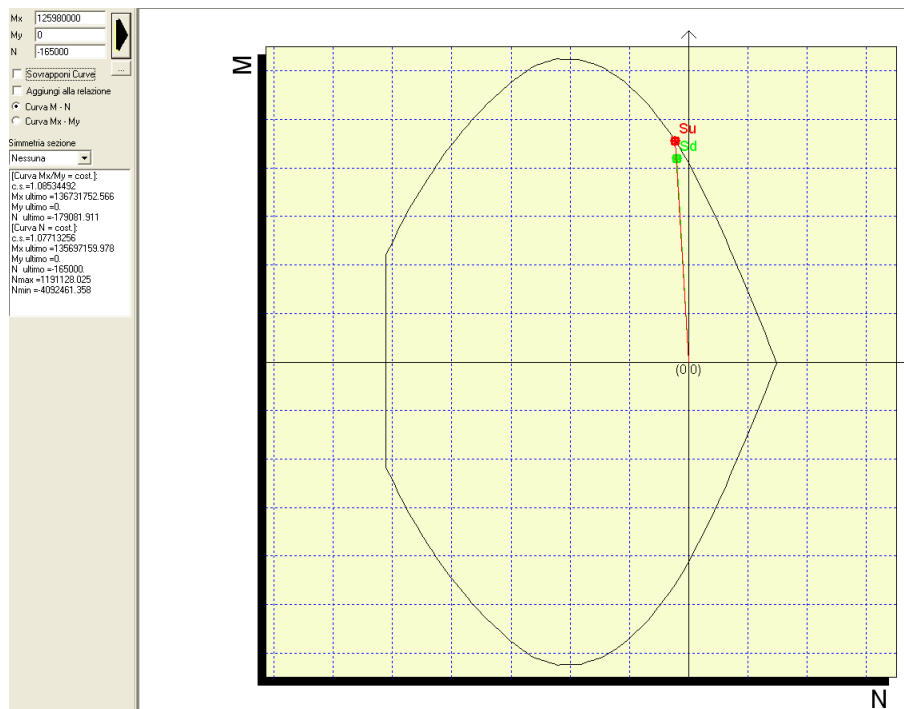 Mx 125980000
My 0
N -165000
...
Sovrapponi Curve
Aggiungi alla relazione
Curva M - N
Curva Mx - My
Simmetria sezione
Nessuna
[Curva Mx/My = cost.]:
c.s.=1.08534492
Mx ultimo =136731752.566
My ultimo =0.
N ultimo =-179081.911
[Curva N = cost.]:
c.s.=1.07713256
Mx ultimo =135697159.978
My ultimo =0.
N ultimo =-165000.
Nmax =1191128.025
Nmin =-4092461.358
M
Su
Sd
(0.0)
N